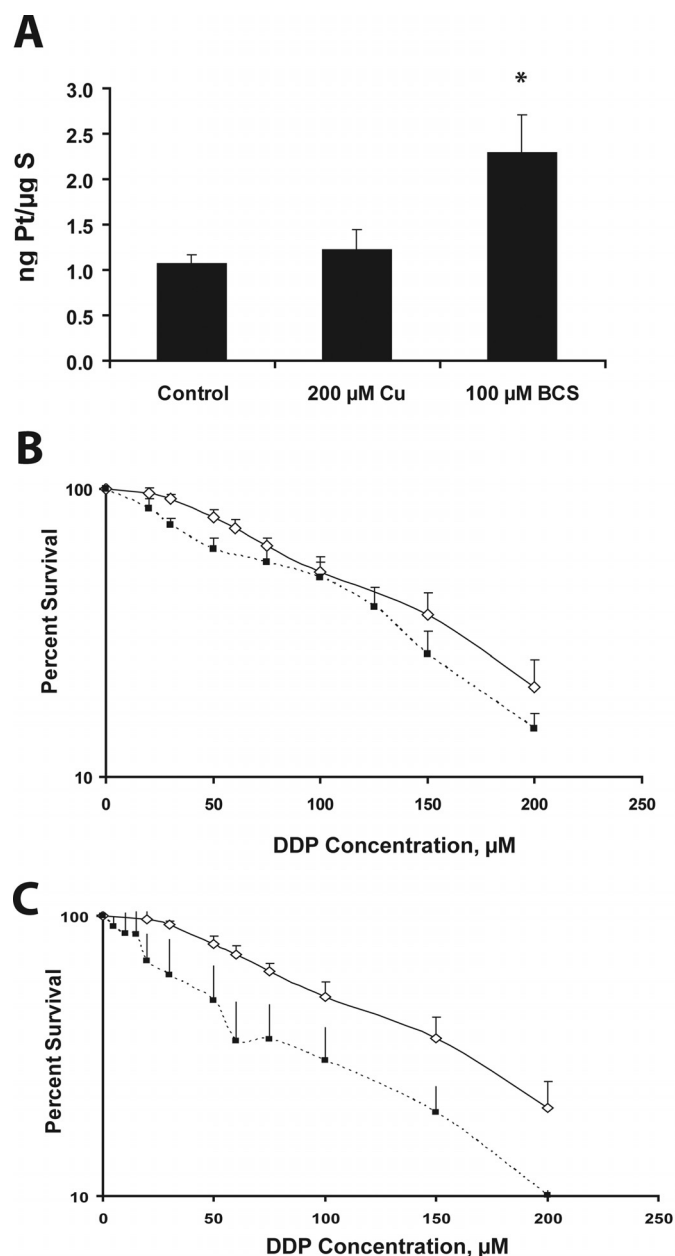 A
ng Pt/µg S
3.0
2.5
2.0
1.5
1.0
0.5
0.0
*
Control 200 µM Cu 100 µM BCS
B
Percent Survival
100
10
0 50 100 150 200 250
DDP Concentration, µM
C
Percent Survival
100
10
0 50 100 150 200 250
DDP Concentration, µM